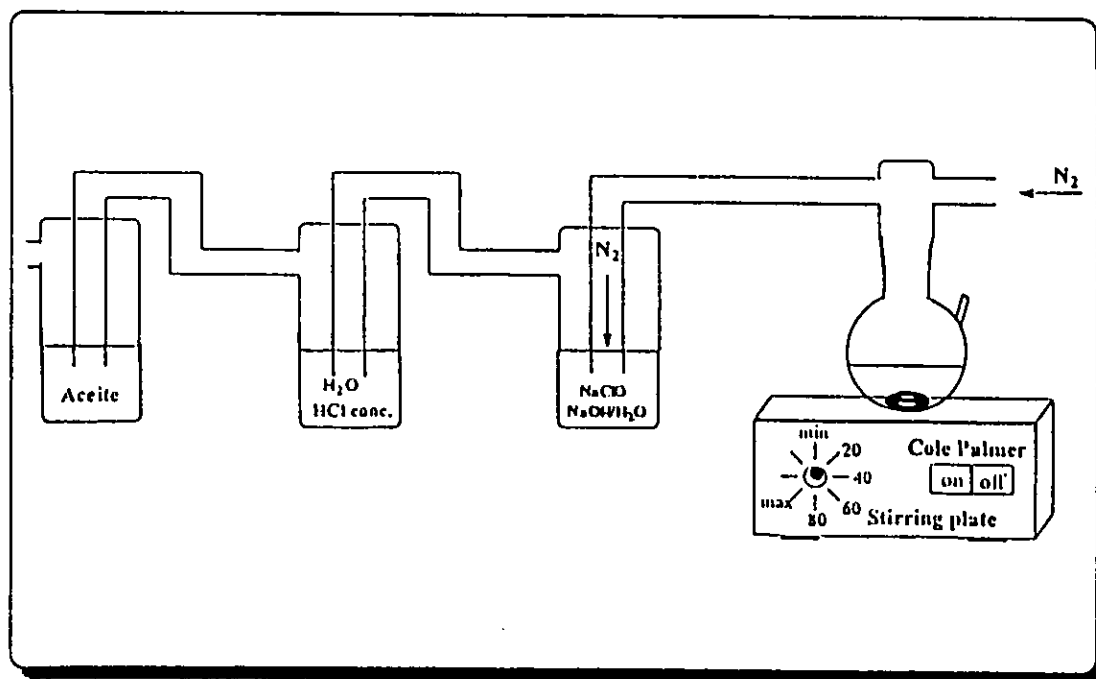 N₂
N₂
Aceite
H₂O
HCl conc.
NaClO
NaOH/H₂O
min
20
40
60
80
max
Cole Palmer
on off
Stirring plate